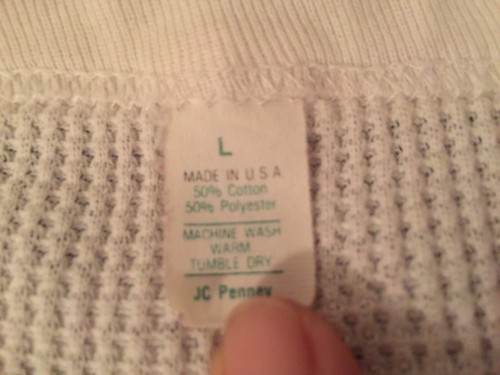 L
MADE IN U S A
50% Cotton
50% Polyester
MACHINE WASH
WARM
TUMBLE DRY
JC Penney